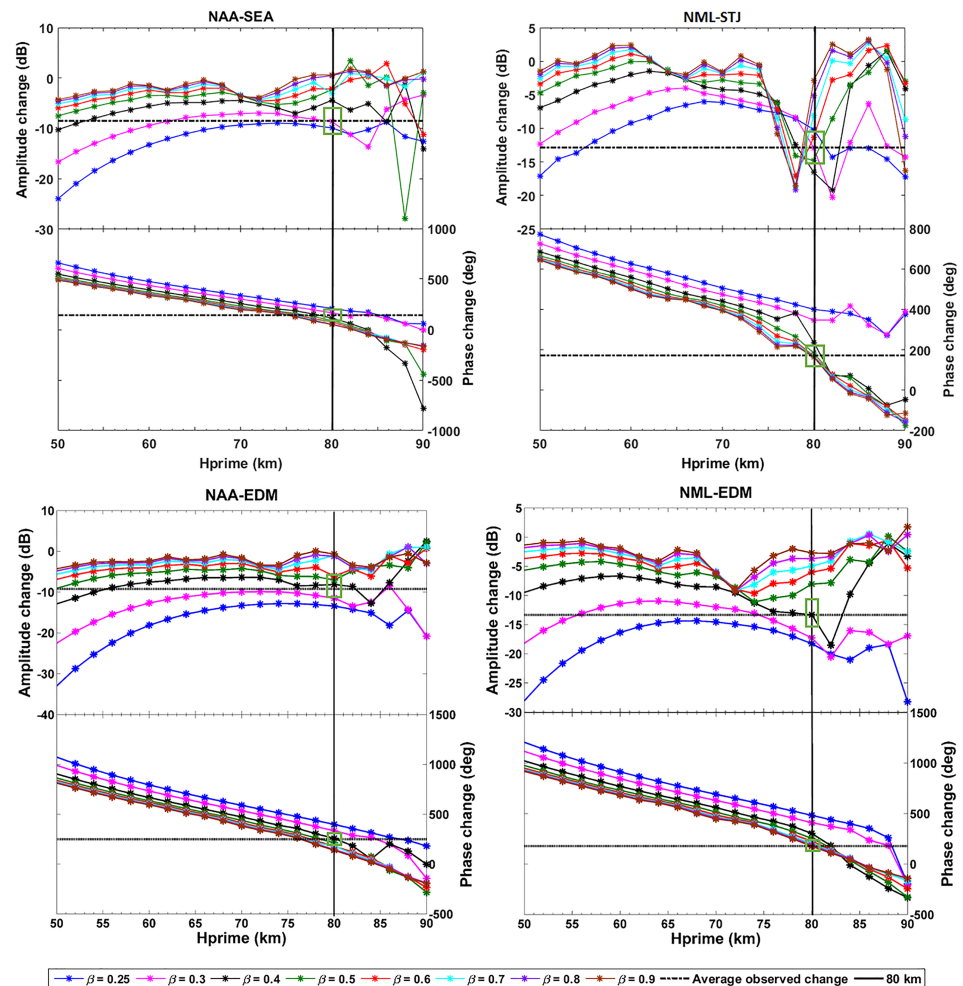 NAA-SEA
10
0
-10
-20
-30
Amplitude change (dB)
1000
500
0
-500
-1000
Phase change (deg)
50 60 70 80 90
Hprime (km)
NML-STJ
5
0
-5
-10
-15
-20
-25
Amplitude change (dB)
800
600
400
200
0
-200
Phase change (deg)
50 60 70 80 90
Hprime (km)
NAA-EDM
10
0
-10
-20
-30
-40
Amplitude change (dB)
1500
1000
500
0
-500
Phase change (deg)
50 55 60 65 70 75 80 85 90
Hprime (km)
NML-EDM
5
0
-5
-10
-15
-20
-25
-30
Amplitude change (dB)
1500
1000
500
0
-500
Phase change (deg)
50 55 60 65 70 75 80 85 90
Hprime (km)
β = 0.25 β = 0.3 β = 0.4 β = 0.5 β = 0.6 β = 0.7 β = 0.8 β = 0.9 Average observed change 80 km